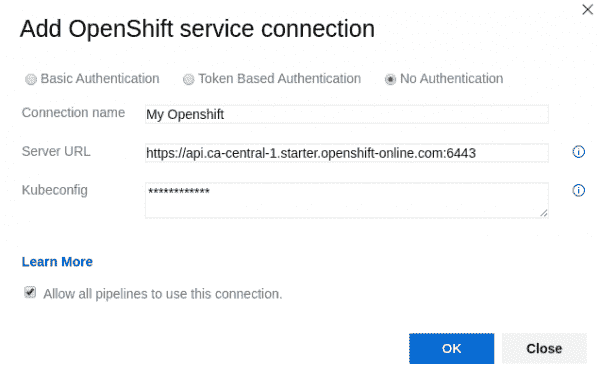 Add OpenShift service connection
Basic Authentication Token Based Authentication No Authentication
Connection name My Openshift
Server URL https://api.ca-central-1.starter.openshift-online.com:6443
Kubeconfig ************
Learn More
Allow all pipelines to use this connection.
OK Close